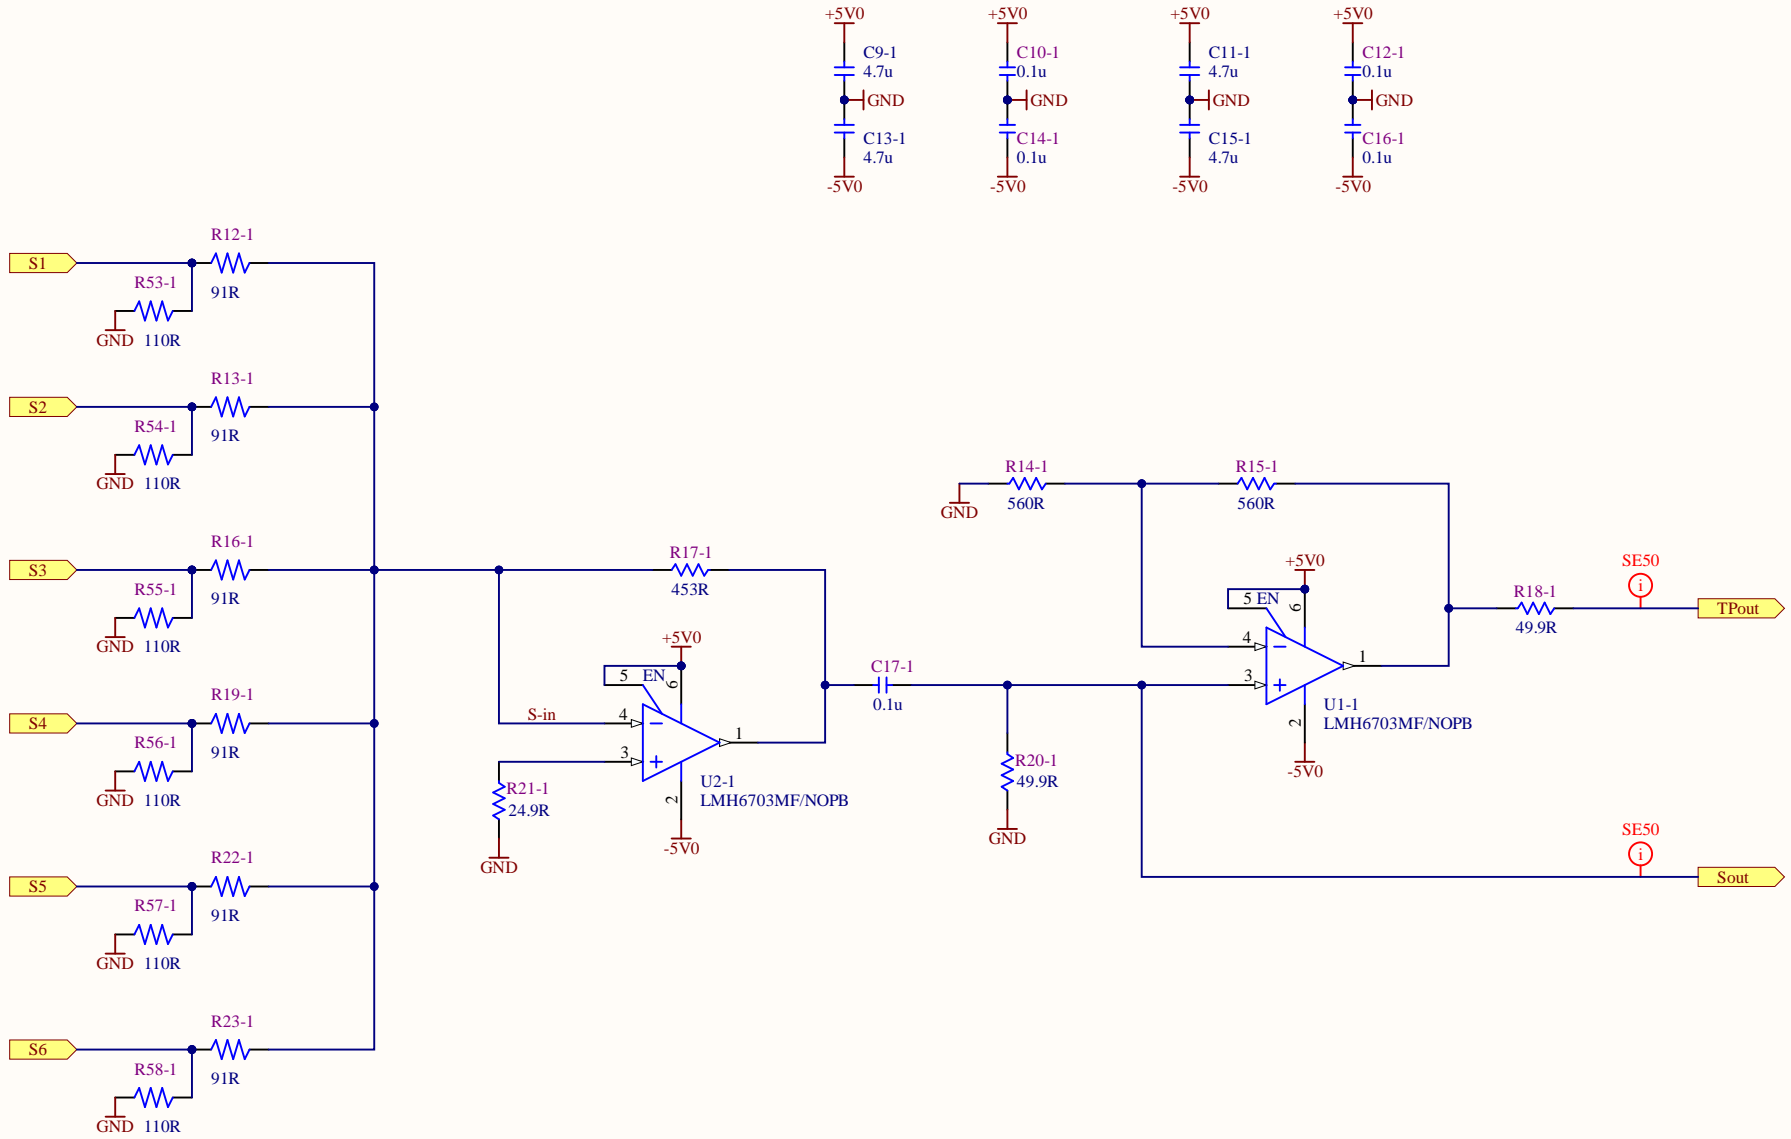 +5V0 +5V0 +5V0 +5V0
C9-1 C10-1 C11-1 C12-1
4.7u 0.1u 4.7u 0.1u
GND GND GND GND
C13-1 C14-1 C15-1 C16-1
4.7u 0.1u 4.7u 0.1u
-5V0 -5V0 -5V0 -5V0
R12-1
S1
R53-1
91R
GND 110R
R13-1
S2
R54-1
91R
GND 110R
R14-1 R15-1
560R 560R
GND
R16-1
S3
R55-1
91R
GND 110R
R17-1
453R
+5V0
5 EN
6
S-in
4
3
1
2
U2-1
LMH6703MF/NOPB
-5V0
R21-1
24.9R
GND
C17-1
0.1u
R20-1
49.9R
GND
+5V0
5 EN
6
4
3
1
2
U1-1
LMH6703MF/NOPB
-5V0
R18-1
49.9R
SE50
i
TPout
R19-1
S4
R56-1
91R
GND 110R
SE50
i
Sout
R22-1
S5
R57-1
91R
GND 110R
R23-1
S6
R58-1
91R
GND 110R